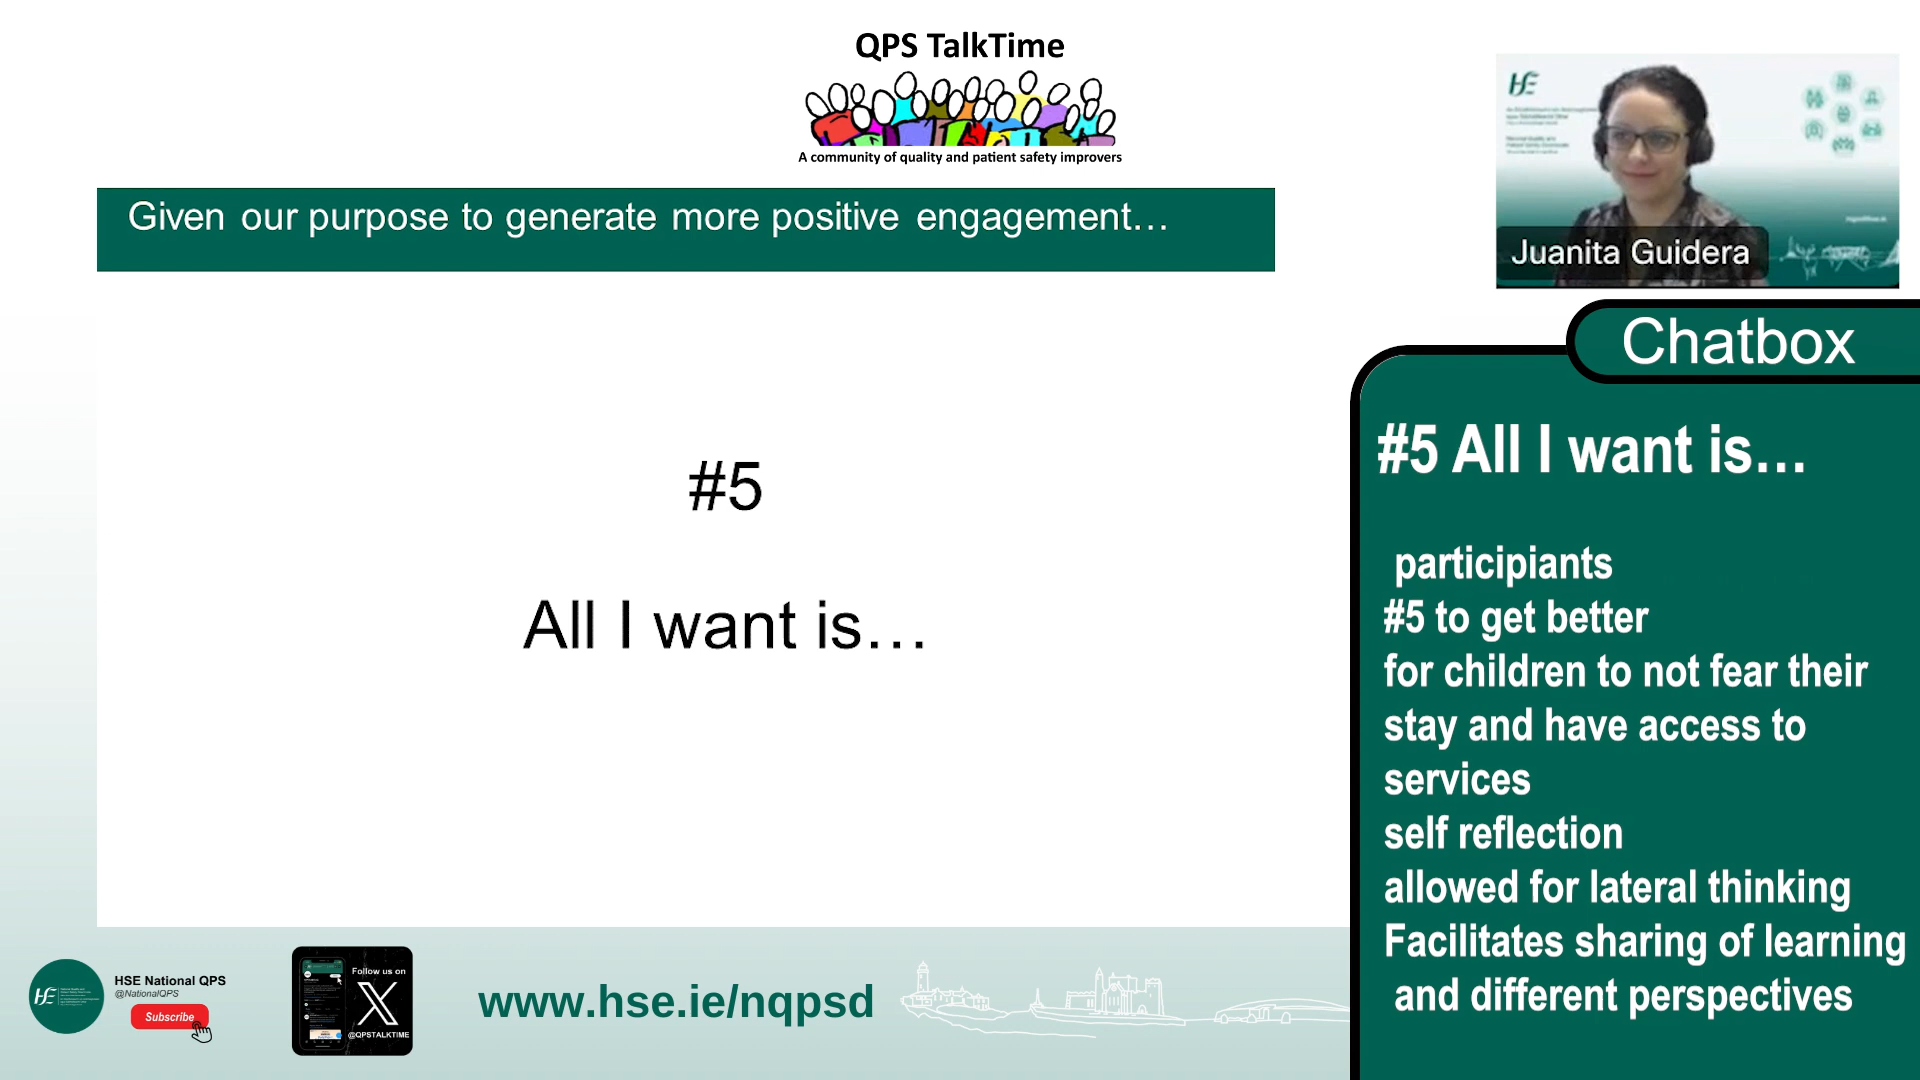 QPS TalkTime
A community of quality and patient safety improvers
Given our purpose to generate more positive engagement…
#5
All I want is…
Juanita Guidera
Chatbox
#5 All I want is…
participiants
#5 to get better
for children to not fear their
stay and have access to
services
self reflection
allowed for lateral thinking
Facilitates sharing of learning
and different perspectives
HSE National QPS
@NationalQPS
Subscribe
Follow us on
X
@QPSTALKTIME
www.hse.ie/nqpsd